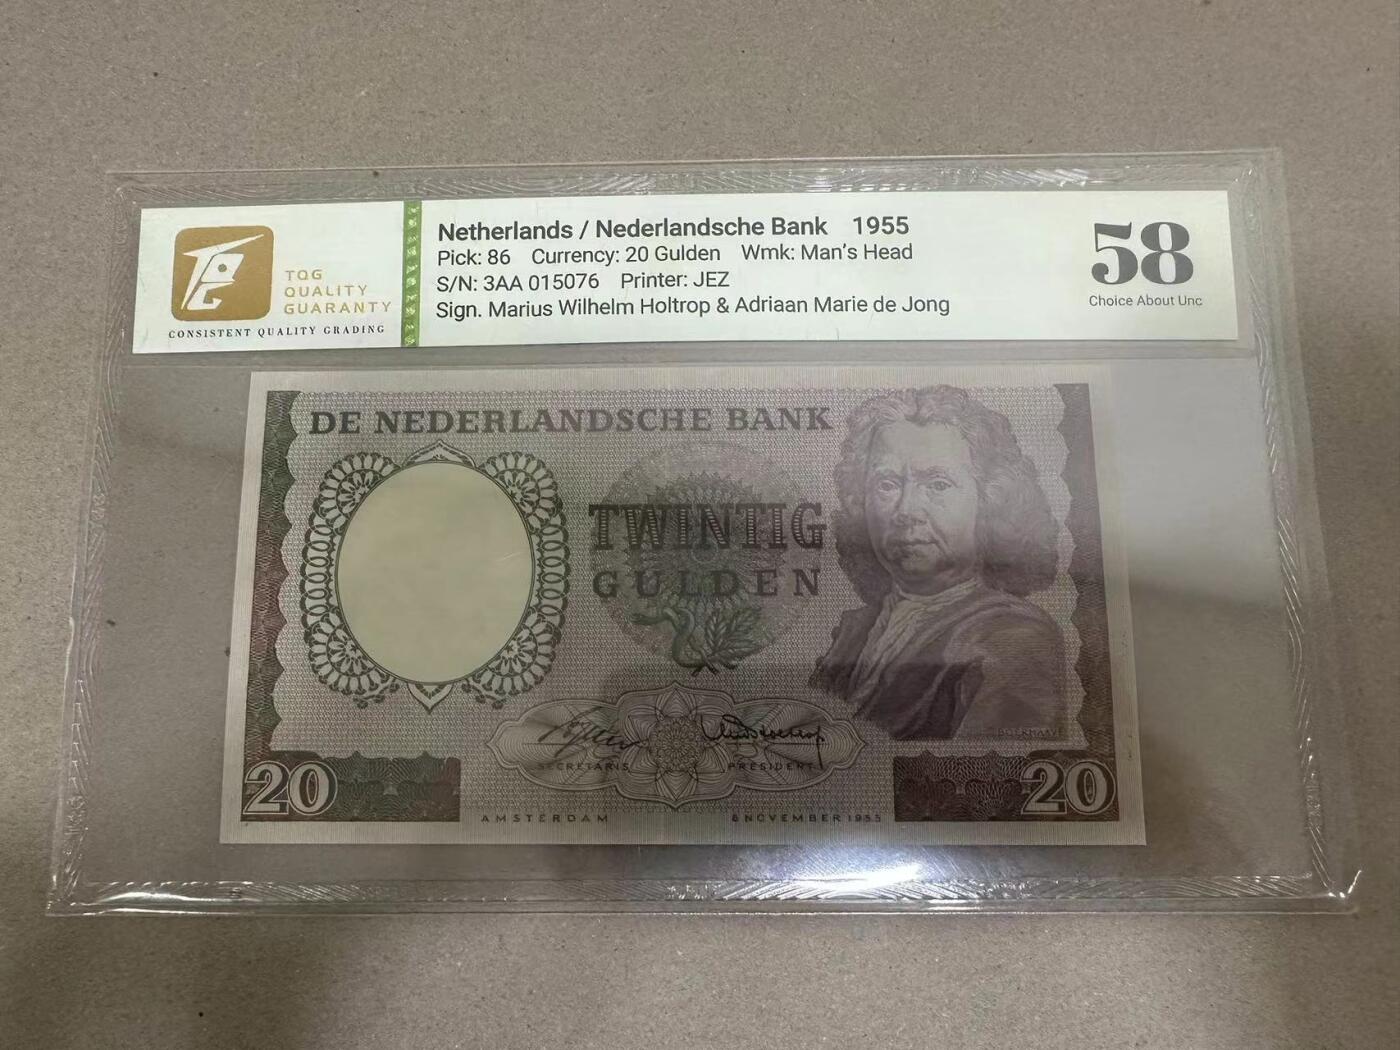 TQG
QUALITY
GUARANTY
CONSISTENT QUALITY GRADING
Netherlands / Nederlandsche Bank 1955
Pick: 86 Currency: 20 Gulden Wmk: Man's Head
S/N: 3AA 015076 Printer: JEZ
Sign. Marius Wilhelm Holtrop & Adriaan Marie de Jong
58
Choice About Unc
DE NEDERLANDSCHE BANK
TWINTIG
GULDEN
BOERHAAVE
SECRETARIS PRESIDENT
20 20
AMSTERDAM 8 NOVEMBER 1955